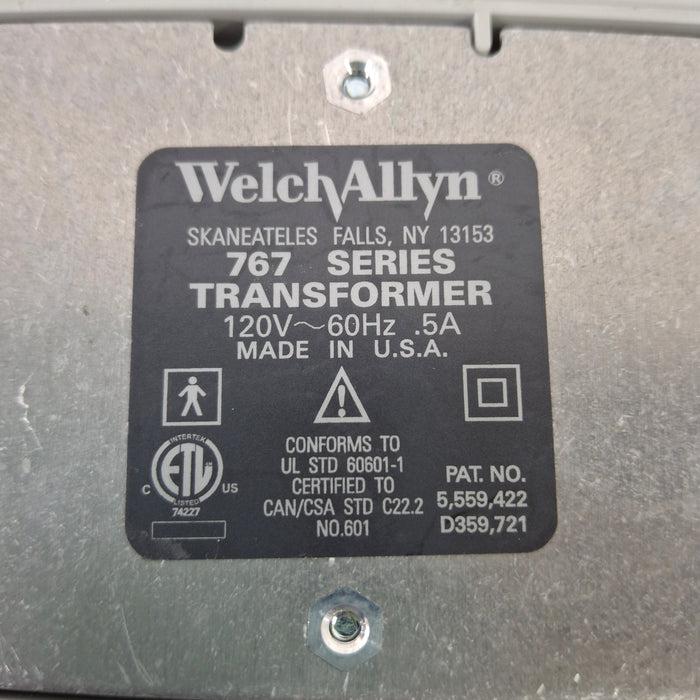 WelchAllyn®
SKANEATELES FALLS, NY 13153
767 SERIES
TRANSFORMER
120V~60Hz .5A
MADE IN U.S.A.
INTERTEK
ETL
LISTED
C US
74227
CONFORMS TO
UL STD 60601-1
CERTIFIED TO
CAN/CSA STD C22.2
NO.601
PAT. NO.
5,559,422
D359,721